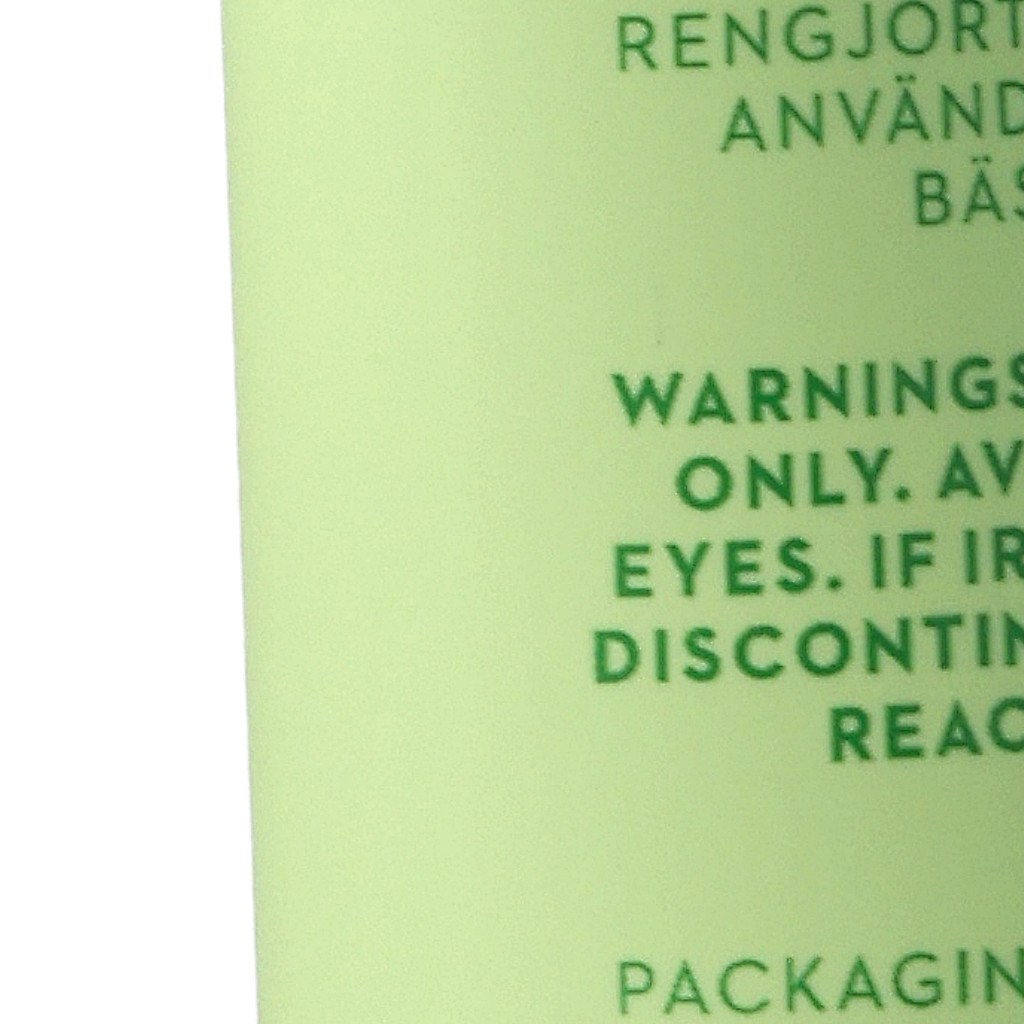 RENGJORT
ANVÄND
BÄS
WARNINGS
ONLY. AV
EYES. IF IR
DISCONTIN
REAC
PACKAGIN